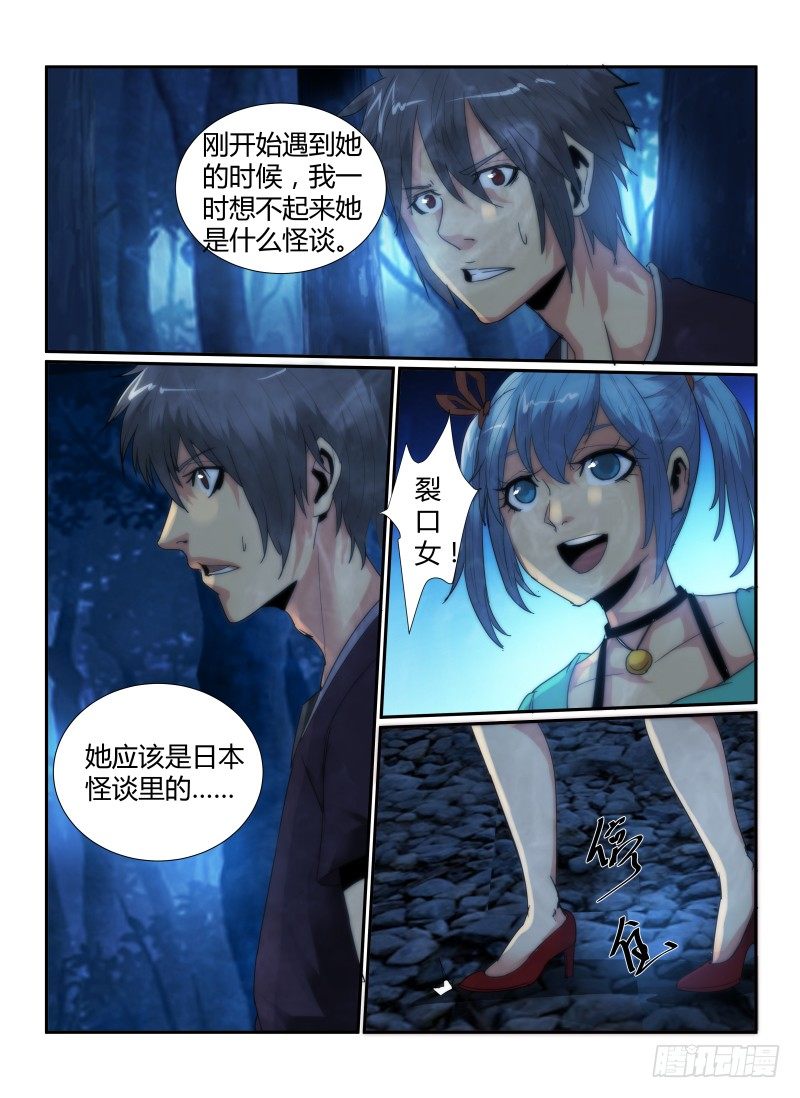 刚开始遇到她
的时候，我一
时想不起来她
是什么怪谈。
裂口女！
她应该是日本
怪谈里的……
停
住
腾讯动漫